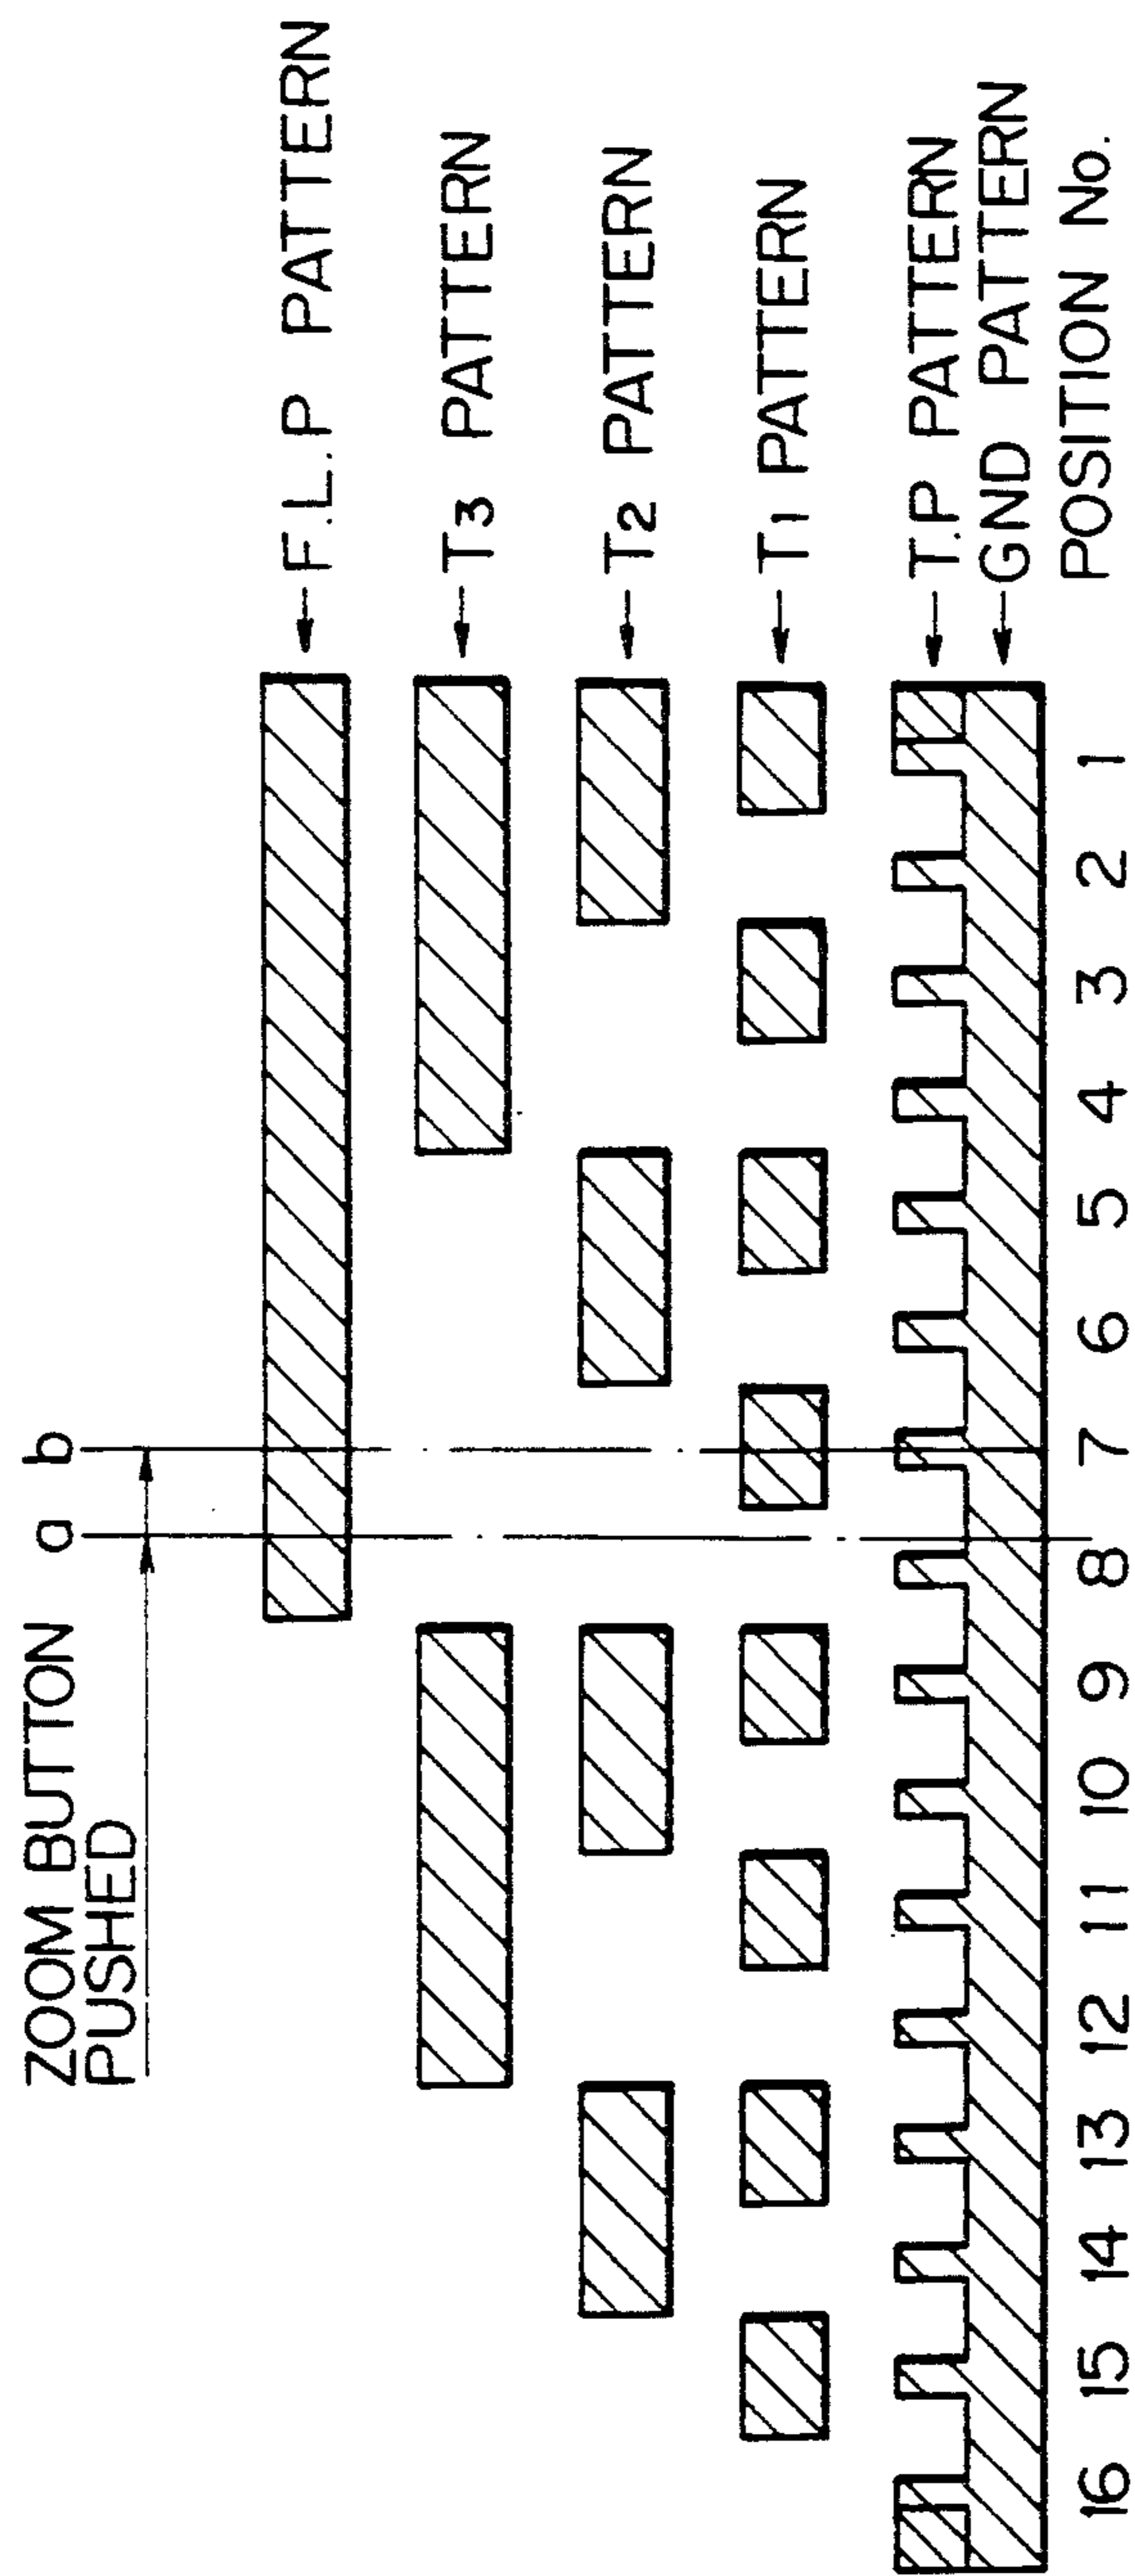 ZOOM BUTTON
PUSHED
a b
F.L.P PATTERN
T3 PATTERN
T2 PATTERN
T1 PATTERN
T.P PATTERN
GND PATTERN
16 15 14 13 12 11 10 9 8 7 6 5 4 3 2 1 POSITION No.